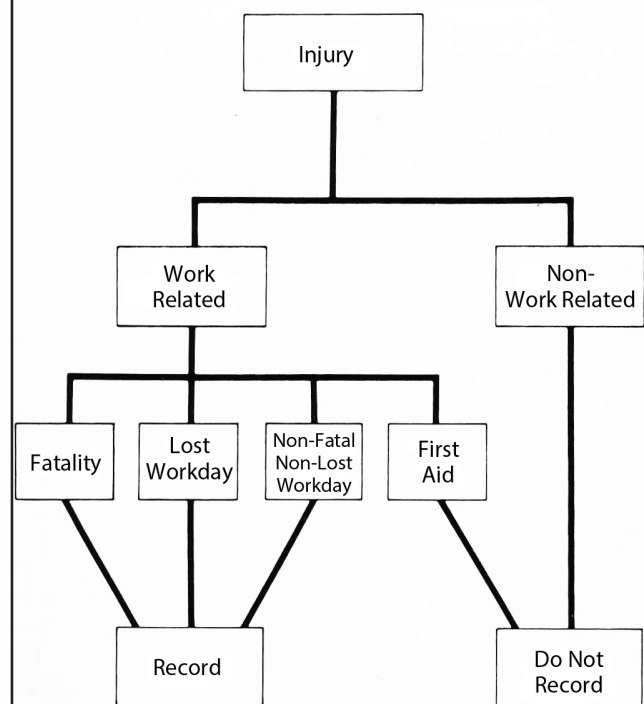 Injury
Work
Related
Non-
Work Related
Fatality
Lost
Workday
Non-Fatal
Non-Lost
Workday
First
Aid
Record
Do Not
Record